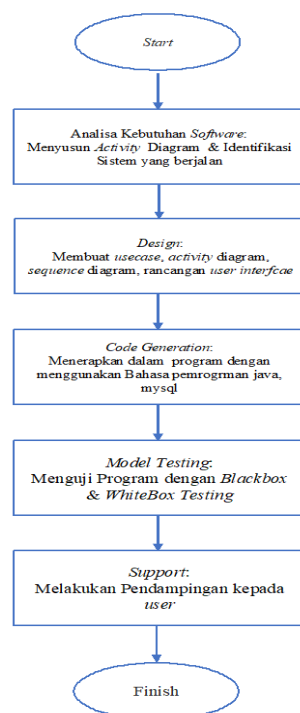 Start
Analisa Kebutuhan Software:
Menyusun Activity Diagram & Identifikasi
Sistem yang berjalan
Design:
Membuat usecase, activity diagram,
sequence diagram, rancangan user interfcae
Code Generation:
Menerapkan dalam program dengan
menggunakan Bahasa pemrogrman java,
mysql
Model Testing:
Menguji Program dengan Blackbox
& WhiteBox Testing
Support:
Melakukan Pendampingan kepada
user
Finish